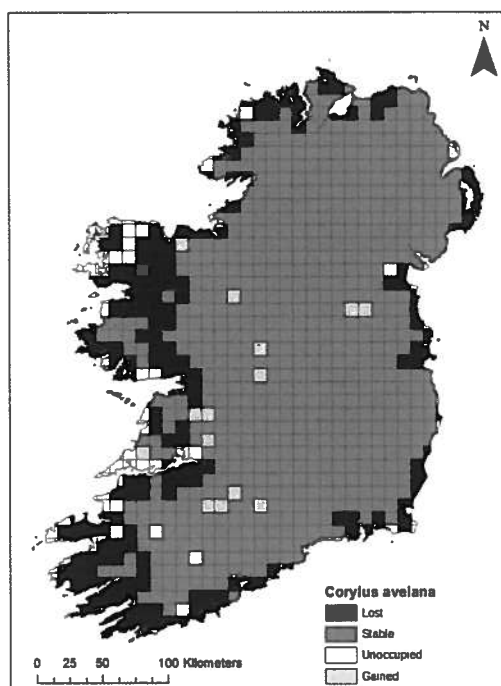 N
Corylus avelana
Lost
Stable
Unoccupied
Gained
0 25 50 100 Kilometers